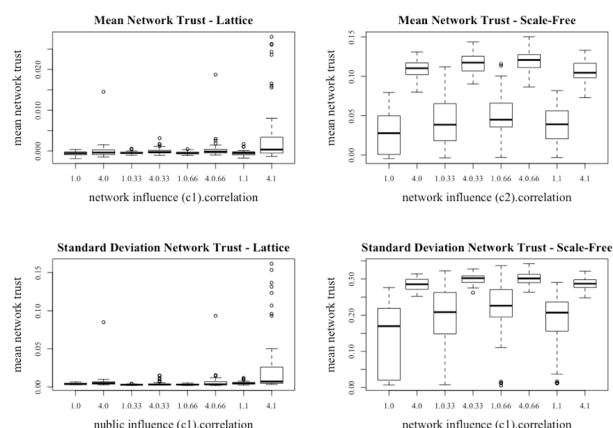 Mean Network Trust - Lattice
mean network trust
0.000 0.010 0.020
1.0 4.0 1.0.33 4.0.33 1.0.66 4.0.66 1.1 4.1
network influence (c1).correlation
Mean Network Trust - Scale-Free
mean network trust
0.00 0.05 0.10 0.15
1.0 4.0 1.0.33 4.0.33 1.0.66 4.0.66 1.1 4.1
network influence (c2).correlation
Standard Deviation Network Trust - Lattice
mean network trust
0.00 0.05 0.15
1.0 4.0 1.0.33 4.0.33 1.0.66 4.0.66 1.1 4.1
nublic influence (c1).correlation
Standard Deviation Network Trust - Scale-Free
mean network trust
0.00 0.10 0.20 0.30
1.0 4.0 1.0.33 4.0.33 1.0.66 4.0.66 1.1 4.1
network influence (c1).correlation